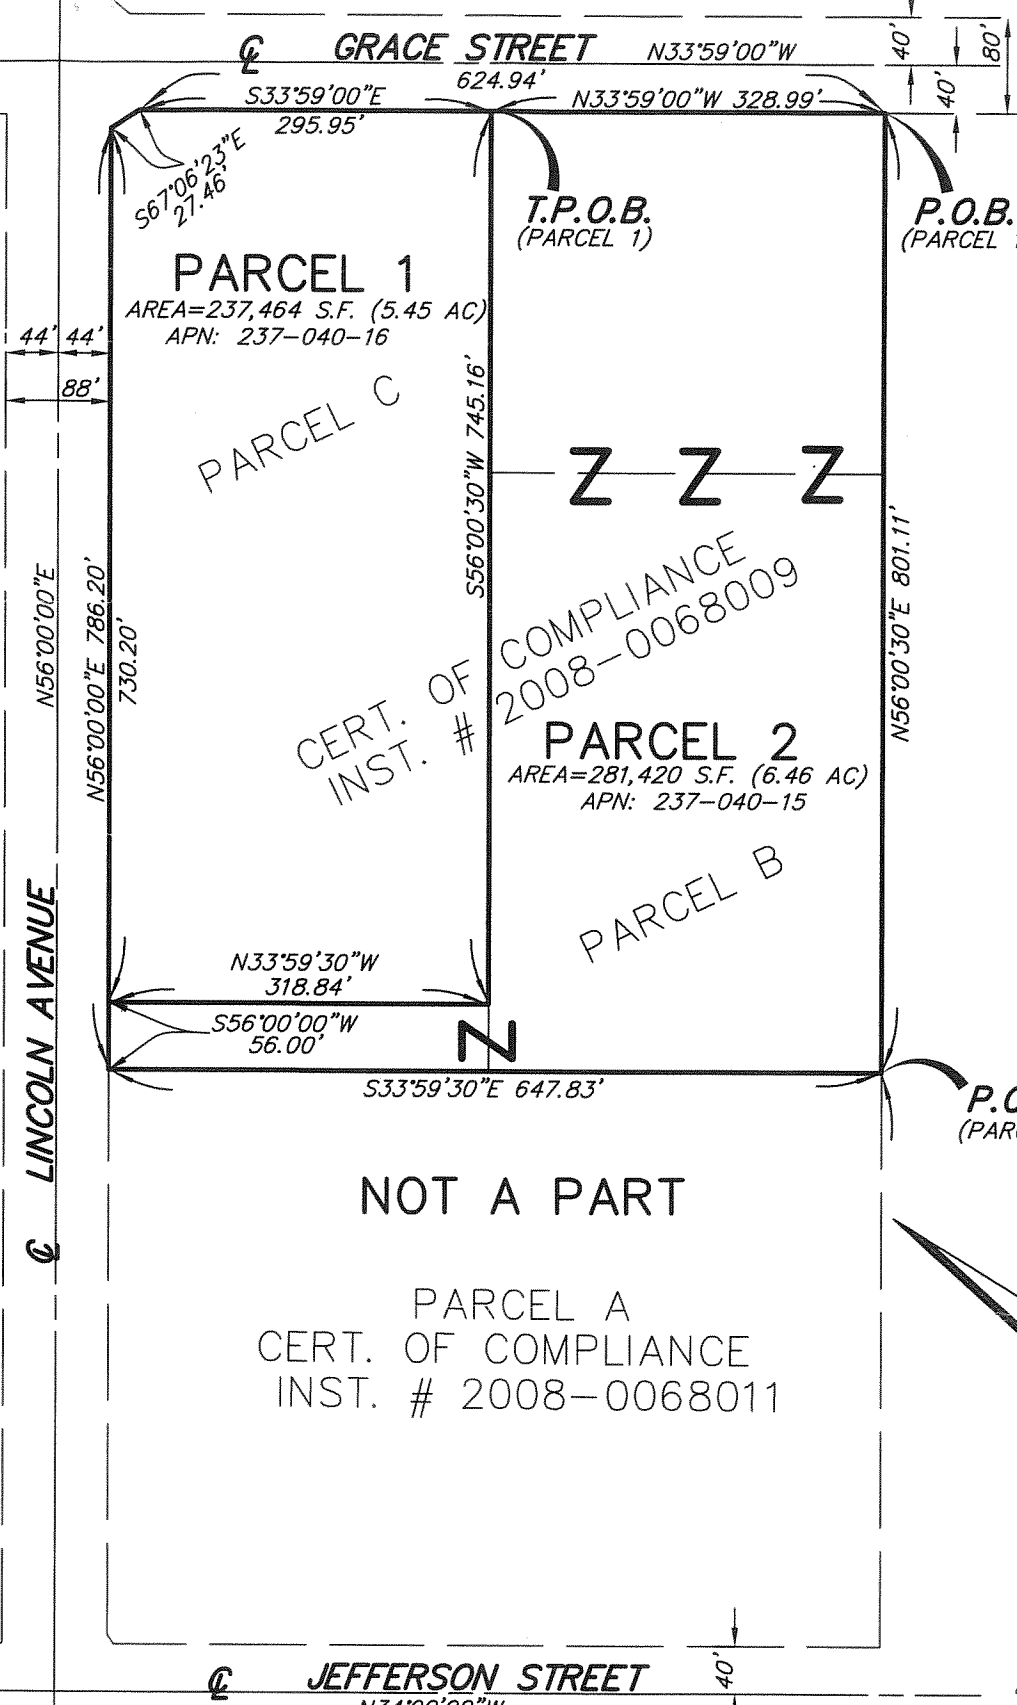 ℄ GRACE STREET N33°59'00"W
624.94'
40'
80'
40'
S33°59'00"E
295.95'
N33°59'00"W 328.99'
S67°06'23"E
27.46'
T.P.O.B.
(PARCEL 1)
P.O.B.
(PARCEL 1
PARCEL 1
AREA=237,464 S.F. (5.45 AC)
APN: 237-040-16
44' 44'
88'
PARCEL C
S56°00'30"W 745.16'
Z Z Z
N56°00'00"E
N56°00'00"E 786.20'
730.20'
N56°00'30"E 801.11'
CERT. OF COMPLIANCE
INST. # 2008-0068009
PARCEL 2
AREA=281,420 S.F. (6.46 AC)
APN: 237-040-15
PARCEL B
℄ LINCOLN AVENUE
N33°59'30"W
318.84'
S56°00'00"W
56.00'
Z
S33°59'30"E 647.83'
P.O
(PAR
NOT A PART
PARCEL A
CERT. OF COMPLIANCE
INST. # 2008-0068011
40'
℄ JEFFERSON STREET